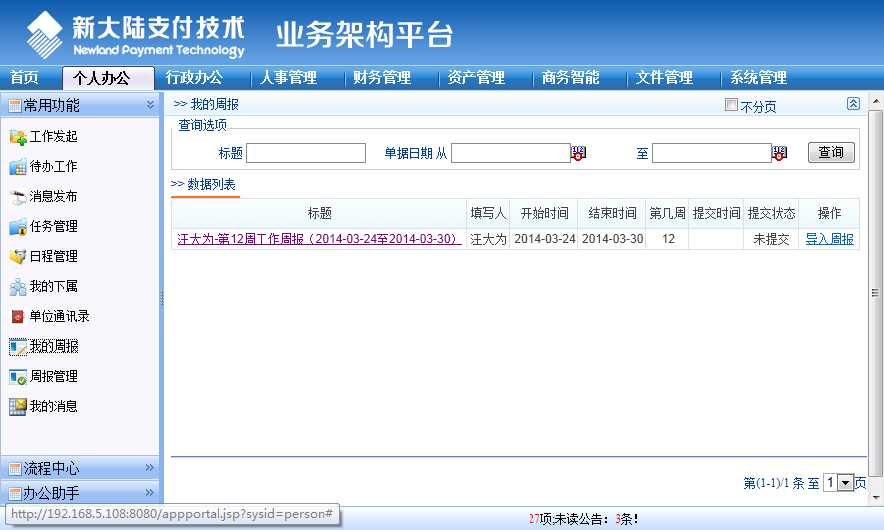 新大陆支付技术
Newland Payment Technology
业务架构平台
首页 个人办公 行政办公 人事管理 财务管理 资产管理 商务智能 文件管理 系统管理
常用功能
工作发起
待办工作
消息发布
任务管理
日程管理
我的下属
单位通讯录
我的周报
周报管理
我的消息
流程中心
办公助手
>> 我的周报 不分页
查询选项
标题 单据日期 从 至 查询
>> 数据列表
标题 填写人 开始时间 结束时间 第几周 提交时间 提交状态 操作
汪大为-第12周工作周报（2014-03-24至2014-03-30） 汪大为 2014-03-24 2014-03-30 12 未提交 导入周报
第(1-1)/1 条 至 1 页
http://192.168.5.108:8080/appportal.jsp?sysid=person#
27项;未读公告：3条!